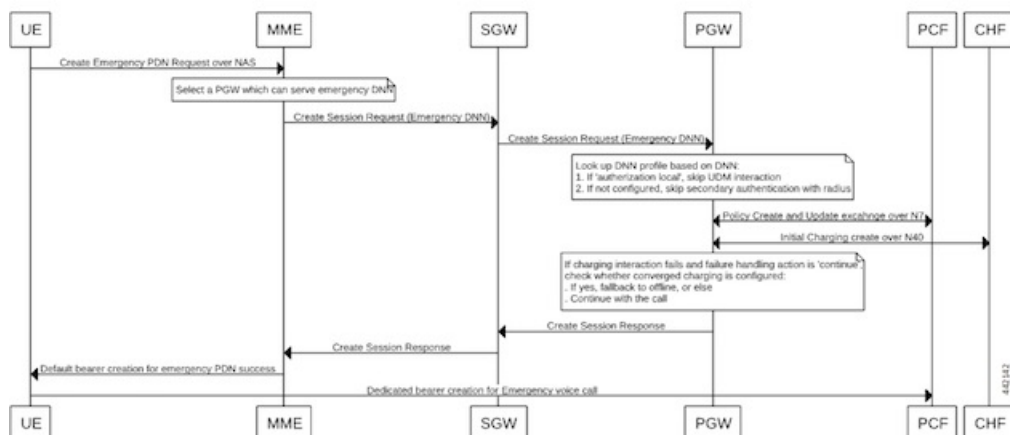 UE MME SGW PGW PCF CHF
Create Emergency PDN Request over NAS
Select a PGW which can serve emergency DNN
Create Session Request (Emergency DNN)
Create Session Request (Emergency DNN)
Look up DNN profile based on DNN:
1. If 'autherization local', skip UDM interaction
2. If not configured, skip secondary authentication with radius
Policy Create and Update excahnge over N7
Initial Charging create over N40
If charging interaction fails and failure handling action is 'continue',
check whether converged charging is configured:
. If yes, fallback to offline, or else
. Continue with the call
Create Session Response
Create Session Response
Default bearer creation for emergency PDN success
Dedicated bearer creation for Emergency voice call
442142
UE MME SGW PGW PCF CHF